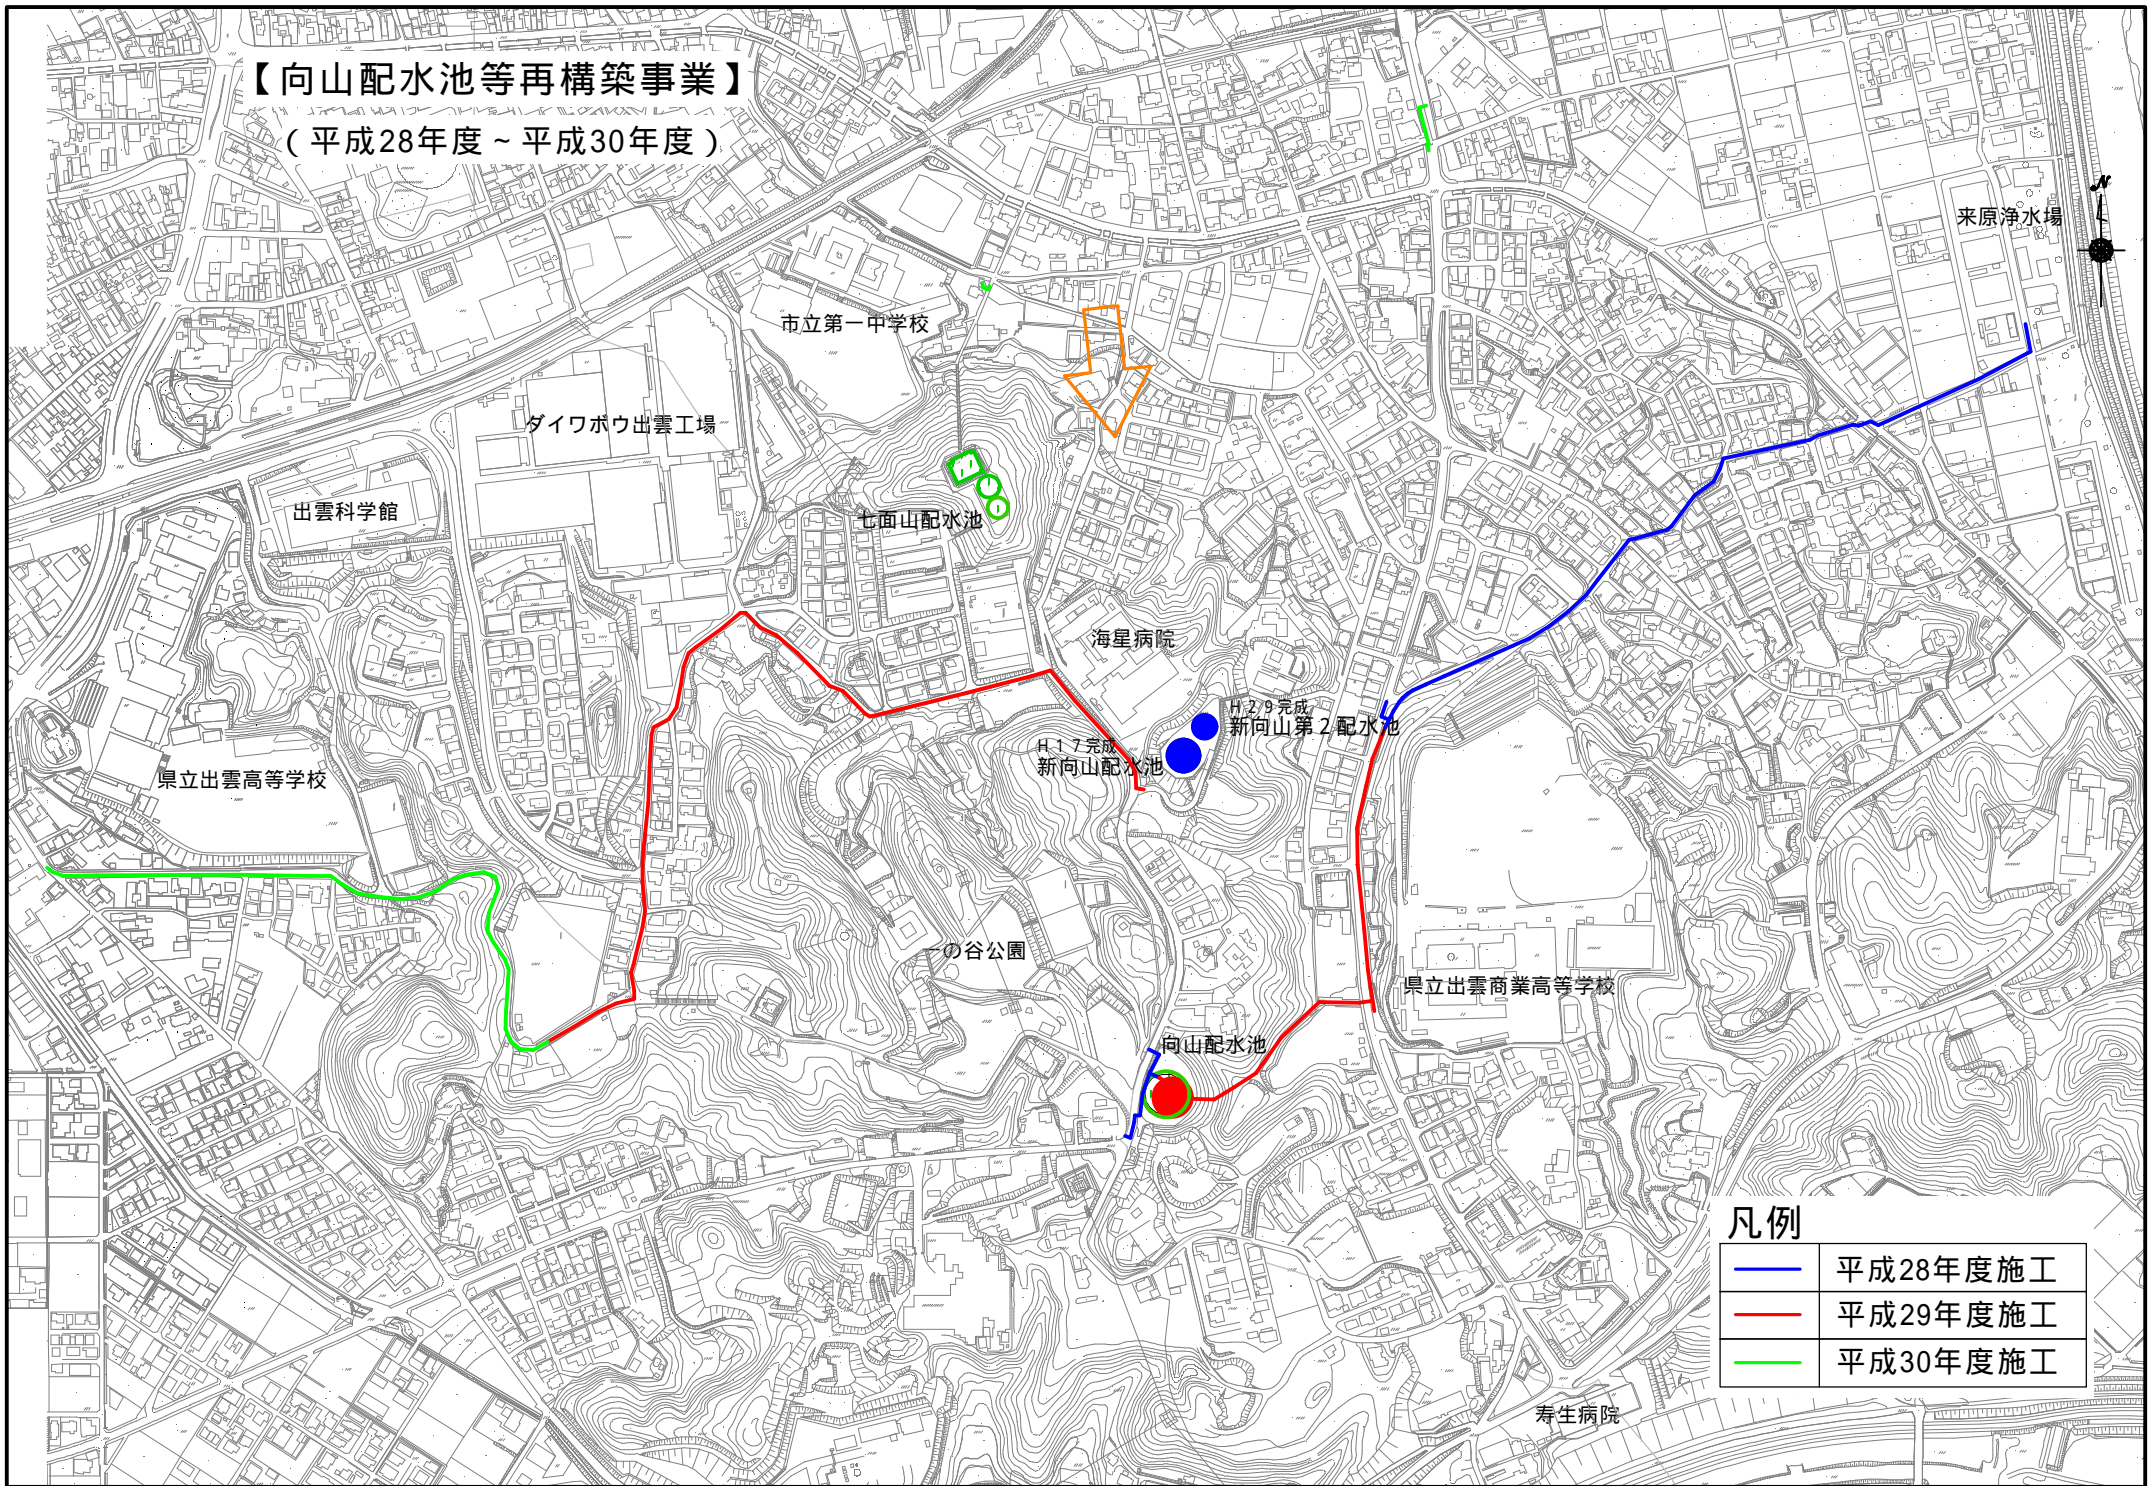 【向山配水池等再構築事業】
（平成28年度～平成30年度）
N
来原浄水場
市立第一中学校
ダイワボウ出雲工場
出雲科学館
七面山配水池
海星病院
H29完成
新向山第2配水池
H17完成
新向山配水池
県立出雲高等学校
一の谷公園
県立出雲商業高等学校
向山配水池
凡例
平成28年度施工
平成29年度施工
平成30年度施工
寿生病院